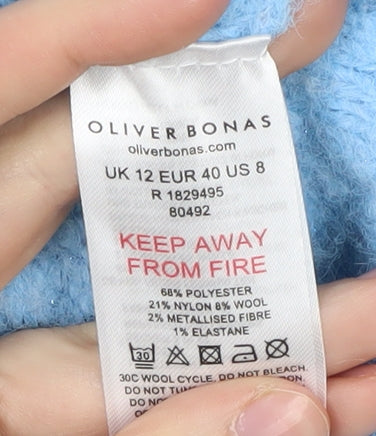 OLIVER BONAS
oliverbonas.com
UK 12 EUR 40 US 8
R 1829495
80492
KEEP AWAY
FROM FIRE
68% POLYESTER
21% NYLON 8% WOOL
2% METALLISED FIBRE
1% ELASTANE
30
30C WOOL CYCLE, DO NOT BLEACH.
DO NOT
DO